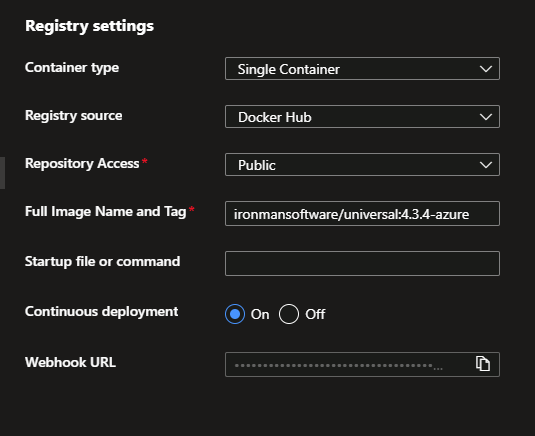 Registry settings
Container type Single Container
Registry source Docker Hub
Repository Access * Public
Full Image Name and Tag * ironmansoftware/universal:4.3.4-azure
Startup file or command
Continuous deployment On Off
Webhook URL ••••••••••••••••••••••••••••••••••...